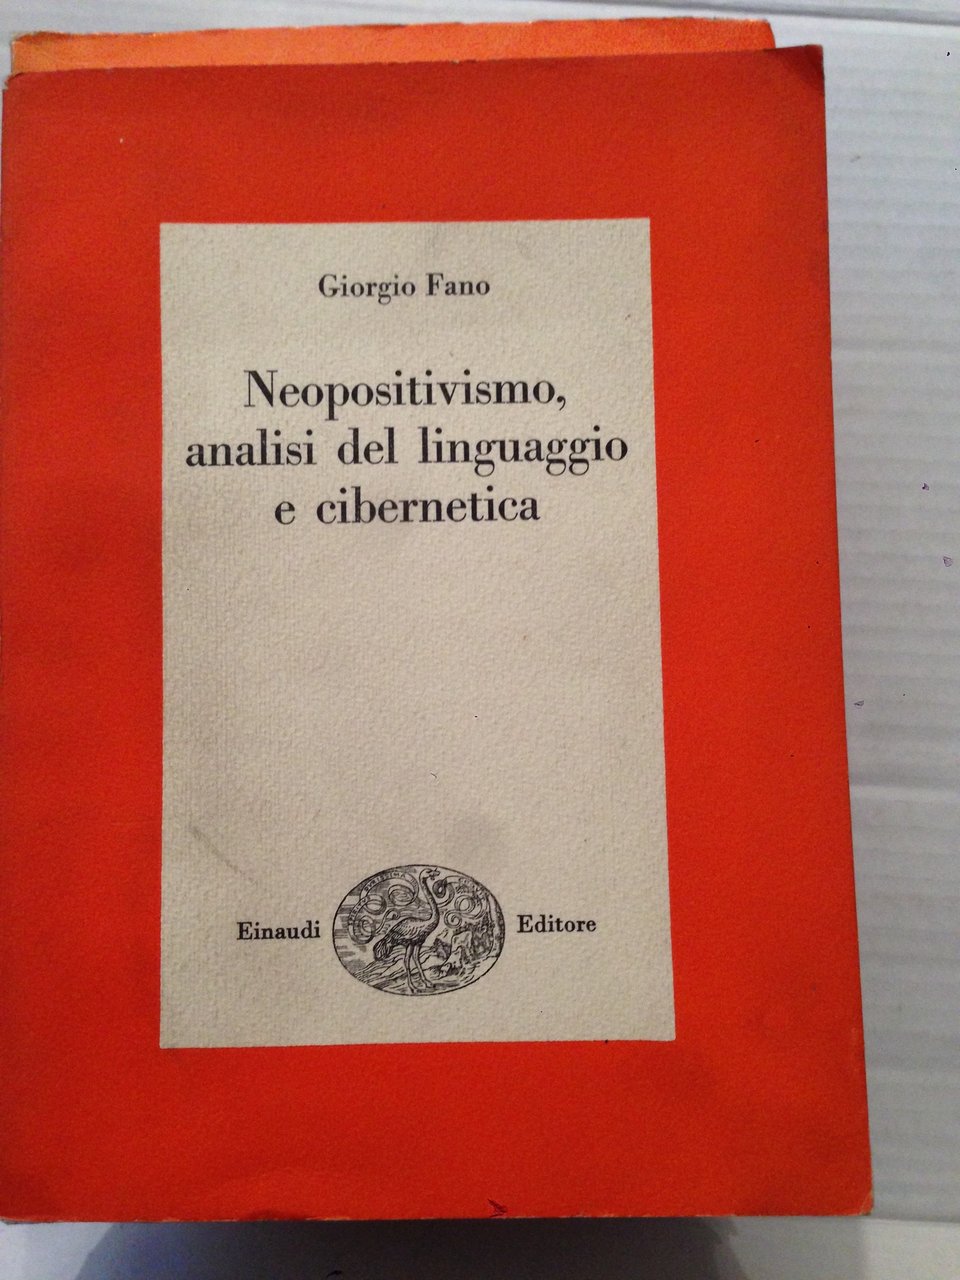 Giorgio Fano
Neopositivismo,
analisi del linguaggio
e cibernetica
Einaudi
Editore